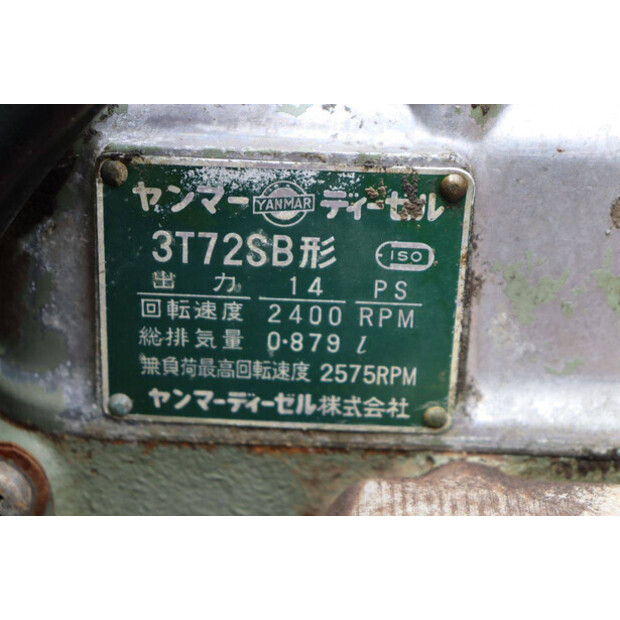 ヤンマー YANMAR ディーゼル
3T72SB形 ISO
出力 14 PS
回転速度 2400 RPM
総排気量 0.879 l
無負荷最高回転速度 2575RPM
ヤンマーディーゼル株式会社